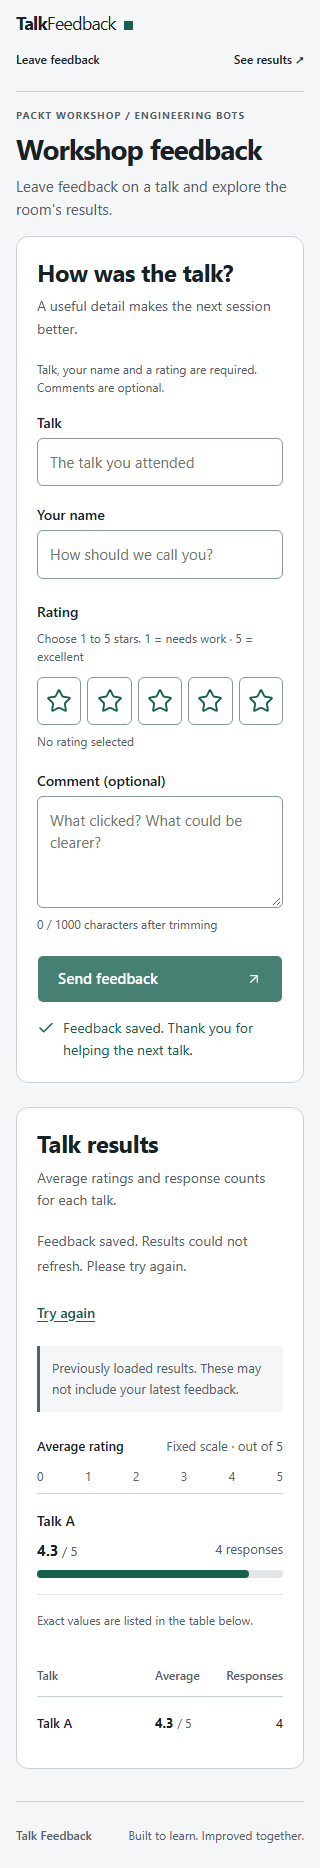 TalkFeedback
Leave feedback
See results ↗
PACKT WORKSHOP / ENGINEERING BOTS
Workshop feedback
Leave feedback on a talk and explore the
room's results.
How was the talk?
A useful detail makes the next session
better.
Talk, your name and a rating are required.
Comments are optional.
Talk
The talk you attended
Your name
How should we call you?
Rating
Choose 1 to 5 stars. 1 = needs work · 5 =
excellent
No rating selected
Comment (optional)
What clicked? What could be
clearer?
0 / 1000 characters after trimming
Send feedback
Feedback saved. Thank you for
helping the next talk.
Talk results
Average ratings and response counts
for each talk.
Feedback saved. Results could not
refresh. Please try again.
Try again
Previously loaded results. These may
not include your latest feedback.
Average rating
Fixed scale · out of 5
0 1 2 3 4 5
Talk A
4.3 / 5
4 responses
Exact values are listed in the table below.
Talk Average Responses
Talk A 4.3 / 5 4
Talk Feedback
Built to learn. Improved together.